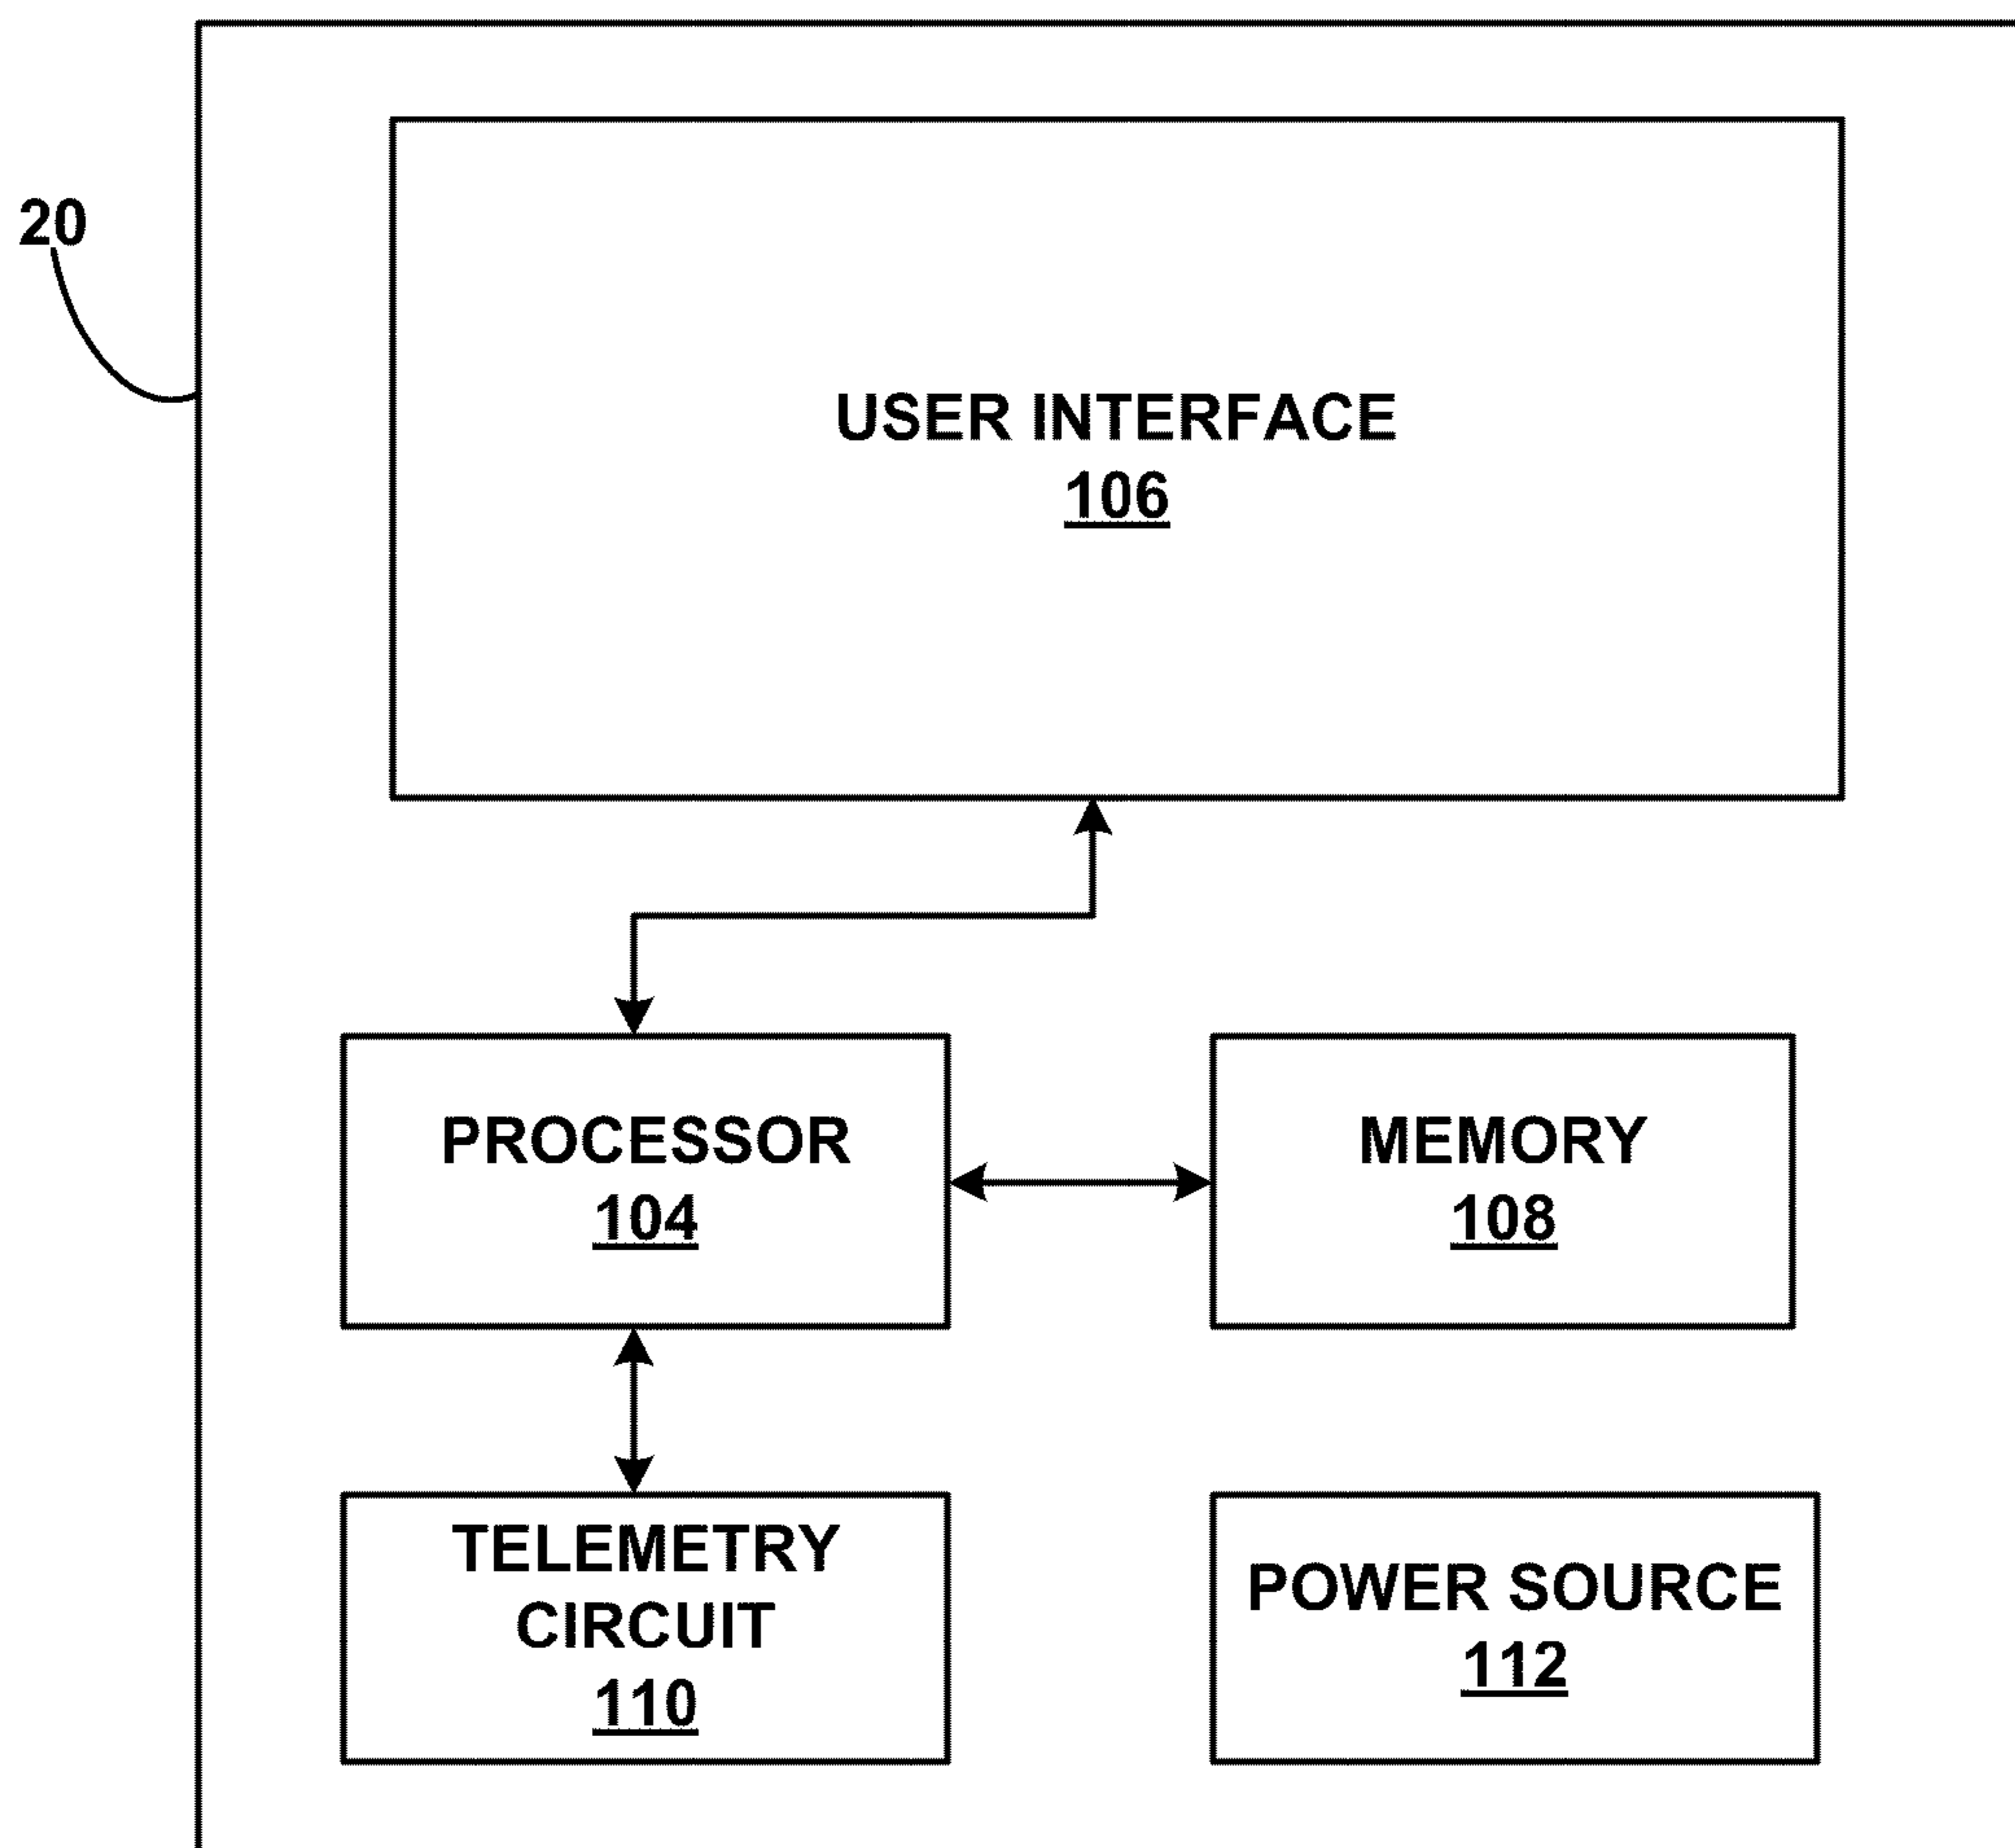 20
USER INTERFACE
106
PROCESSOR
104
MEMORY
108
TELEMETRY
CIRCUIT
110
POWER SOURCE
112